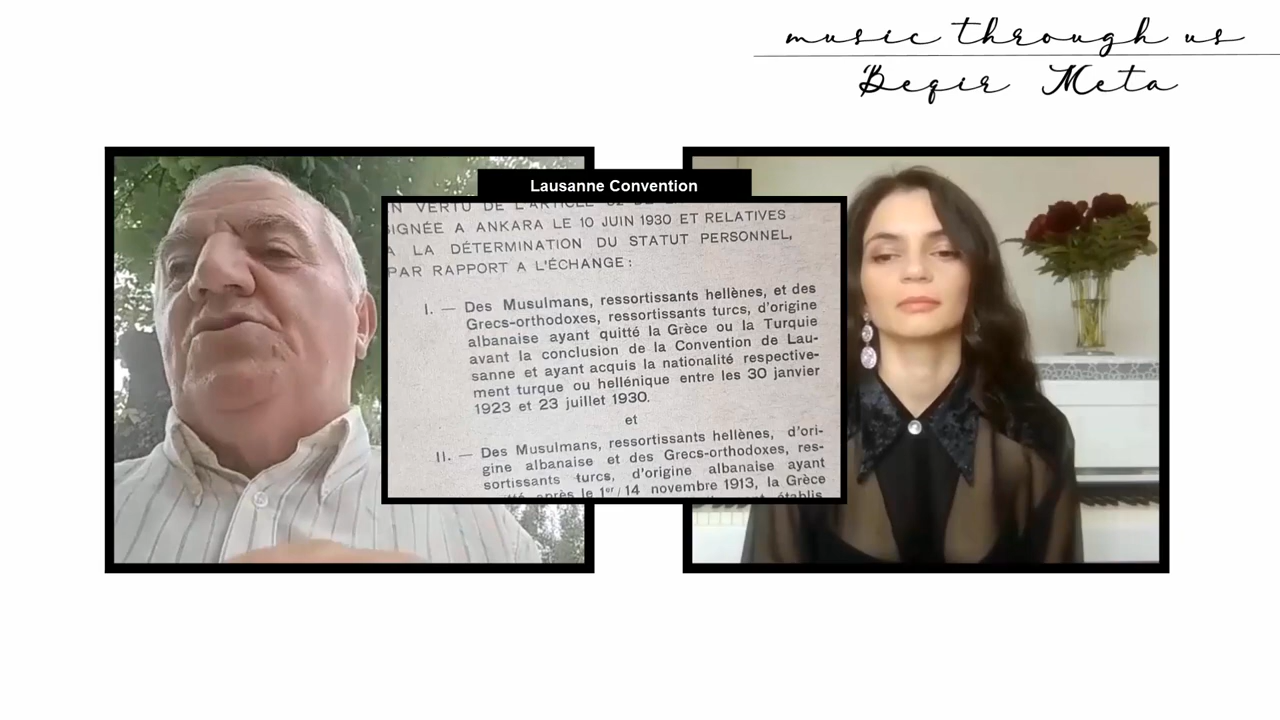 music through us
Beqir Meta
Lausanne Convention
EN VERTU DE L'ARTICLE 32 DE
SIGNÉE A ANKARA LE 10 JUIN 1930 ET RELATIVES
A LA DÉTERMINATION DU STATUT PERSONNEL,
PAR RAPPORT A L'ÉCHANGE:
I. — Des Musulmans, ressortissants hellènes, et des
Grecs-orthodoxes, ressortissants turcs, d'origine
albanaise ayant quitté la Grèce ou la Turquie
avant la conclusion de la Convention de Lau-
sanne et ayant acquis la nationalité respective-
ment turque ou hellénique entre les 30 janvier
1923 et 23 juillet 1930.
et
II. — Des Musulmans, ressortissants hellènes, d'ori-
gine albanaise et des Grecs-orthodoxes, res-
sortissants turcs, d'origine albanaise ayant
après le 1er/14 novembre 1913, la Grèce
établis